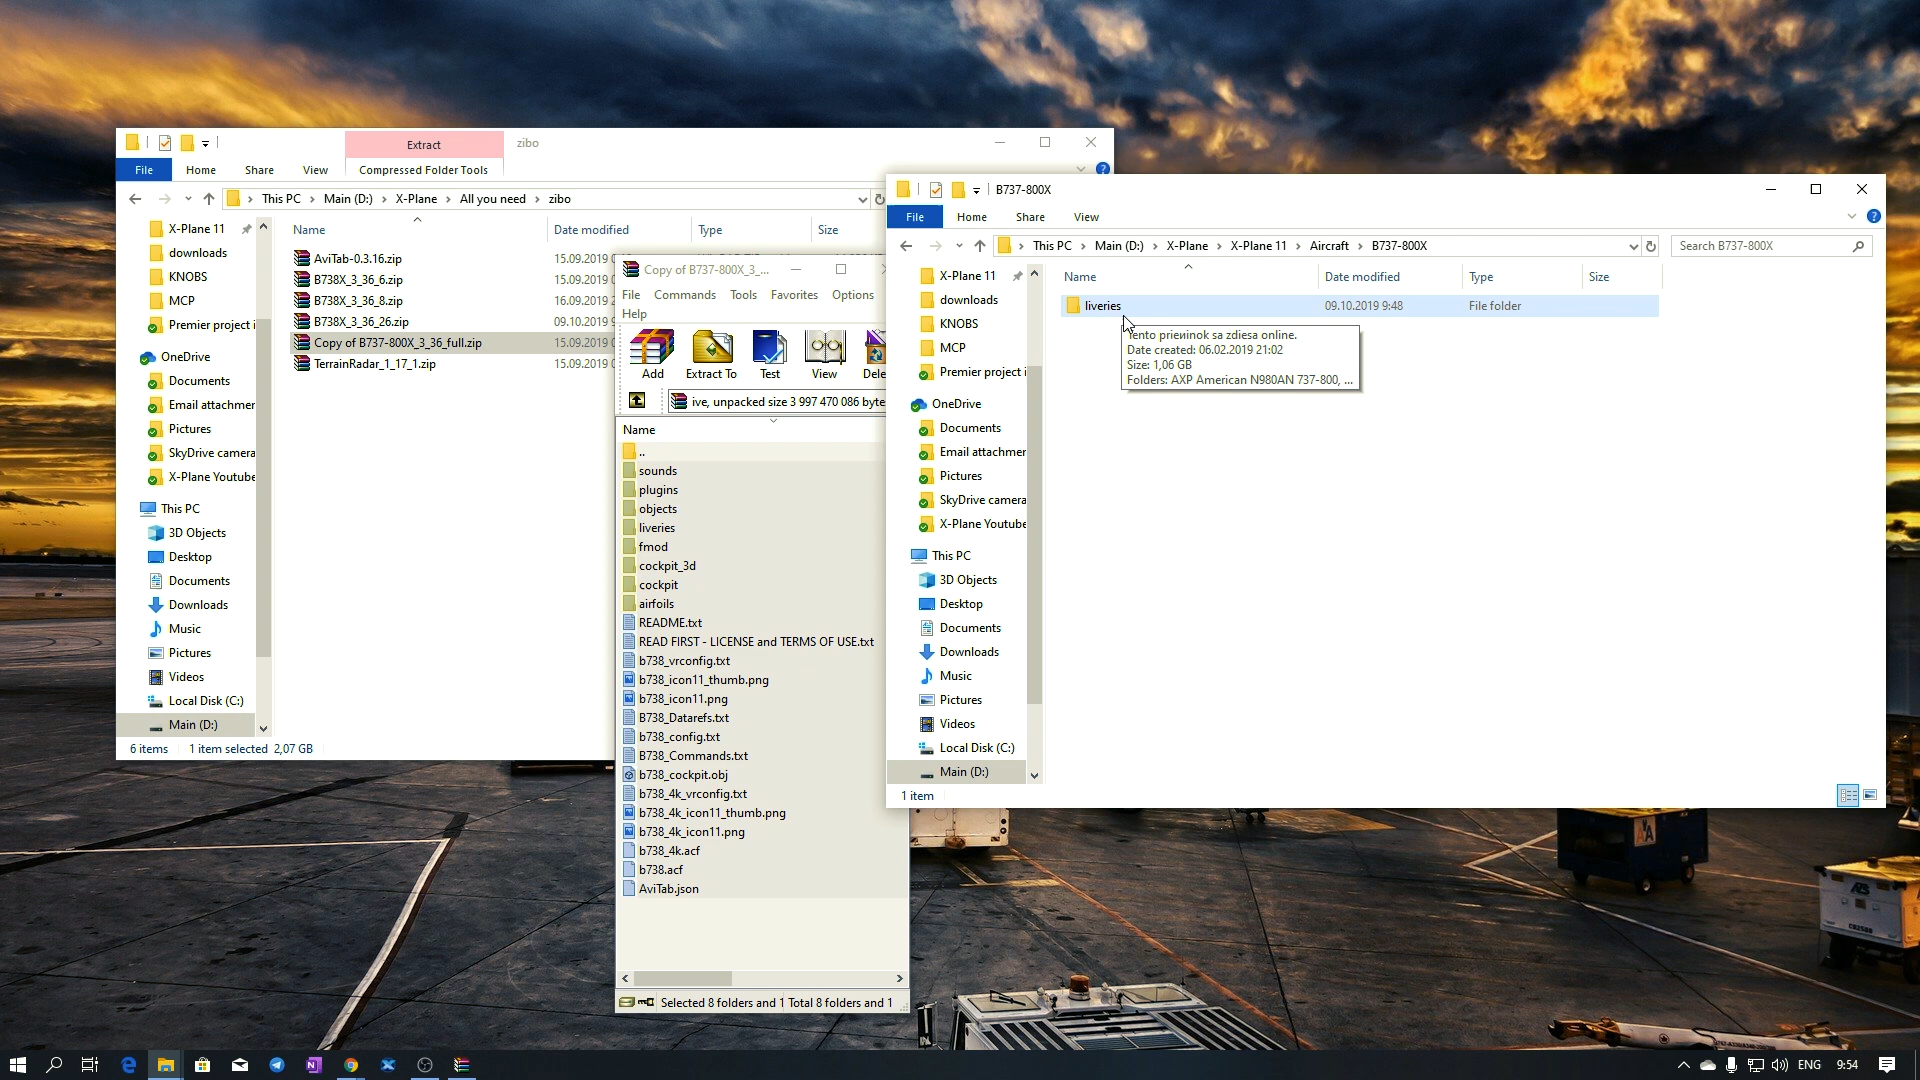 Extract
zibo
File
Home
Share
View
Compressed Folder Tools
This PC
Main (D:)
X-Plane
All you need
zibo
X-Plane 11
downloads
KNOBS
MCP
Premier project i
OneDrive
Documents
Email attachmer
Pictures
SkyDrive camera
X-Plane Youtube
This PC
3D Objects
Desktop
Documents
Downloads
Music
Pictures
Videos
Local Disk (C:)
Main (D:)
Name
Date modified
Type
Size
AviTab-0.3.16.zip
15.09.2019
B738X_3_36_6.zip
15.09.2019
B738X_3_36_8.zip
16.09.2019
B738X_3_36_26.zip
09.10.2019
Copy of B737-800X_3_36_full.zip
15.09.2019
TerrainRadar_1_17_1.zip
15.09.2019
6 items
1 item selected 2,07 GB
Copy of B737-800X_3_...
File
Commands
Tools
Favorites
Options
Help
Add
Extract To
Test
View
Dele
ive, unpacked size 3 997 470 086 byte
Name
..
sounds
plugins
objects
liveries
fmod
cockpit_3d
cockpit
airfoils
README.txt
READ FIRST - LICENSE and TERMS OF USE.txt
b738_vrconfig.txt
b738_icon11_thumb.png
b738_icon11.png
B738_Datarefs.txt
b738_config.txt
B738_Commands.txt
b738_cockpit.obj
b738_4k_vrconfig.txt
b738_4k_icon11_thumb.png
b738_4k_icon11.png
b738_4k.acf
b738.acf
AviTab.json
Selected 8 folders and 1
Total 8 folders and 1
B737-800X
File
Home
Share
View
This PC
Main (D:)
X-Plane
X-Plane 11
Aircraft
B737-800X
Search B737-800X
X-Plane 11
downloads
KNOBS
MCP
Premier project i
OneDrive
Documents
Email attachmer
Pictures
SkyDrive camera
X-Plane Youtube
This PC
3D Objects
Desktop
Documents
Downloads
Music
Pictures
Videos
Local Disk (C:)
Main (D:)
Name
Date modified
Type
Size
liveries
09.10.2019 9:48
File folder
sa zdiesa online.
Date created: 06.02.2019 21:02
Size: 1,06 GB
Folders: AXP American N980AN 737-800, ...
1 item
ENG
9:54